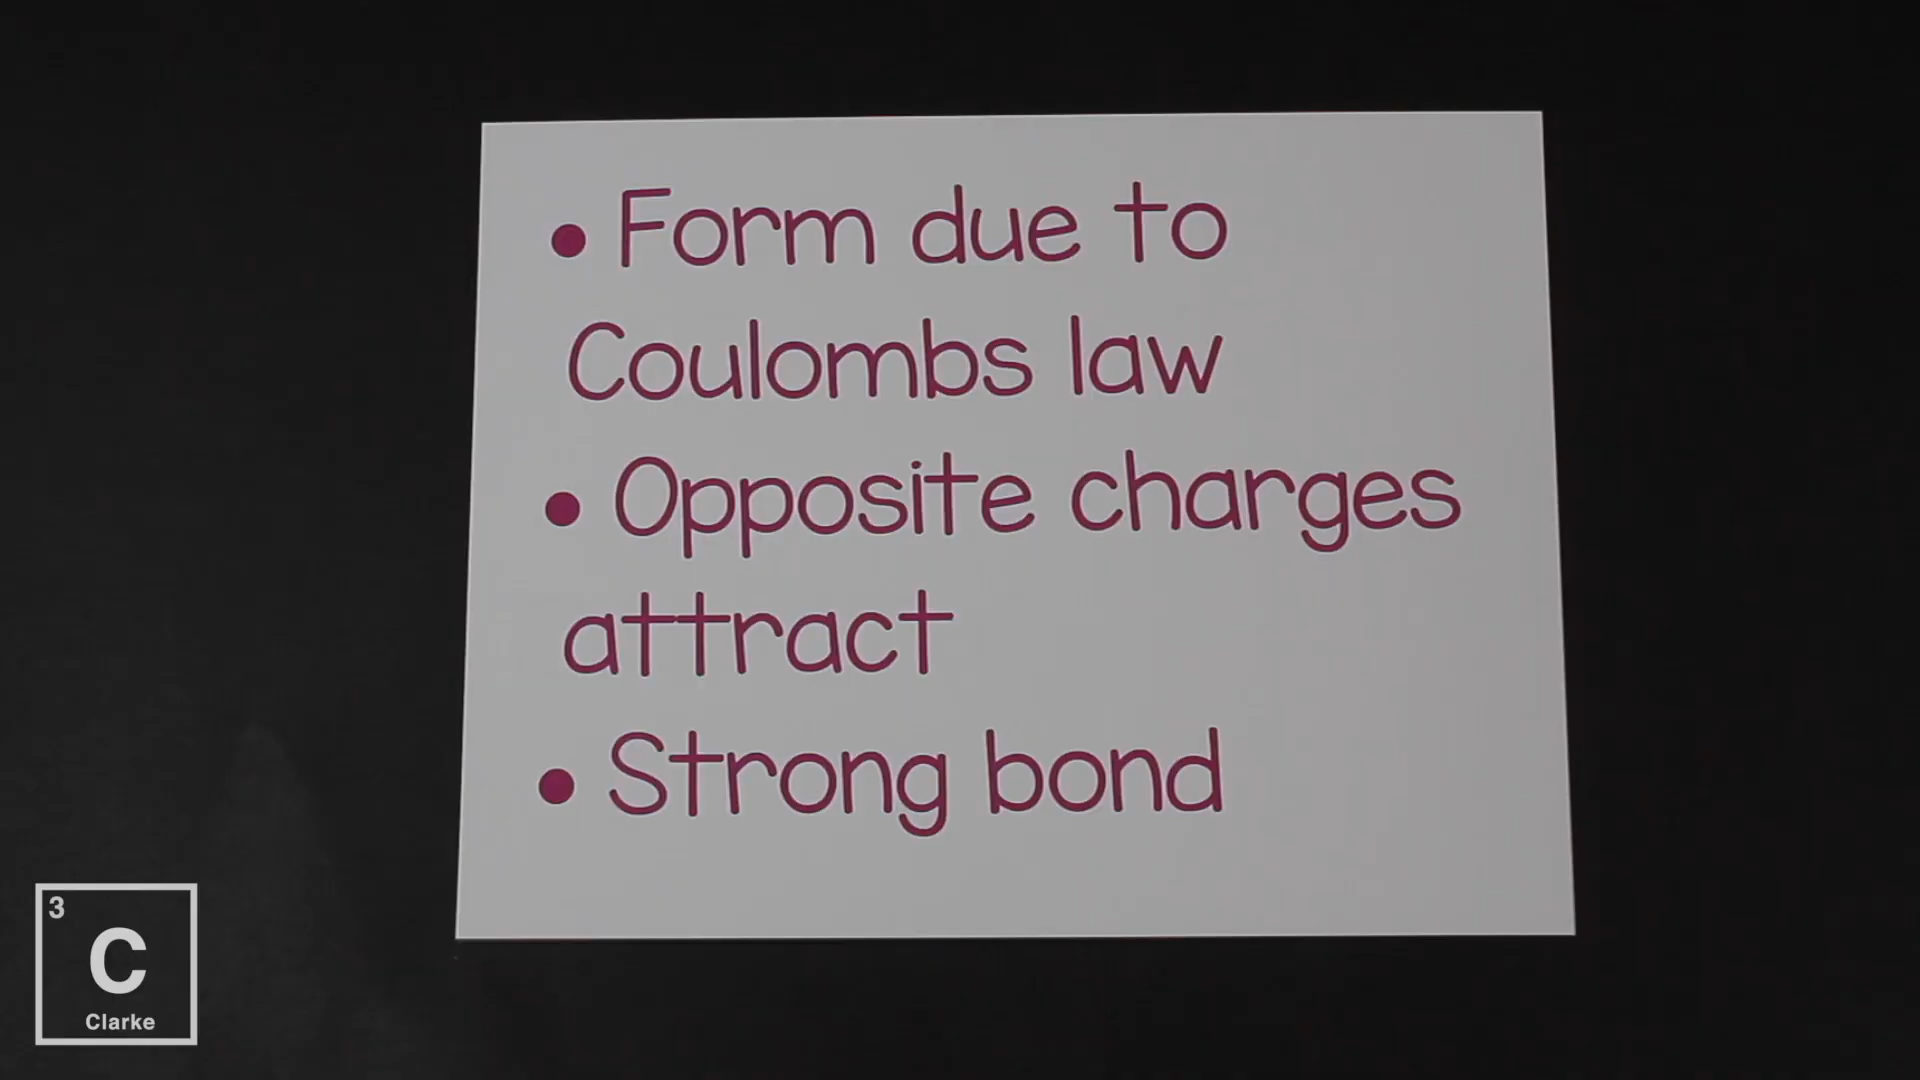 • Form due to
Coulombs law
• Opposite charges
attract
• Strong bond
3
C
Clarke